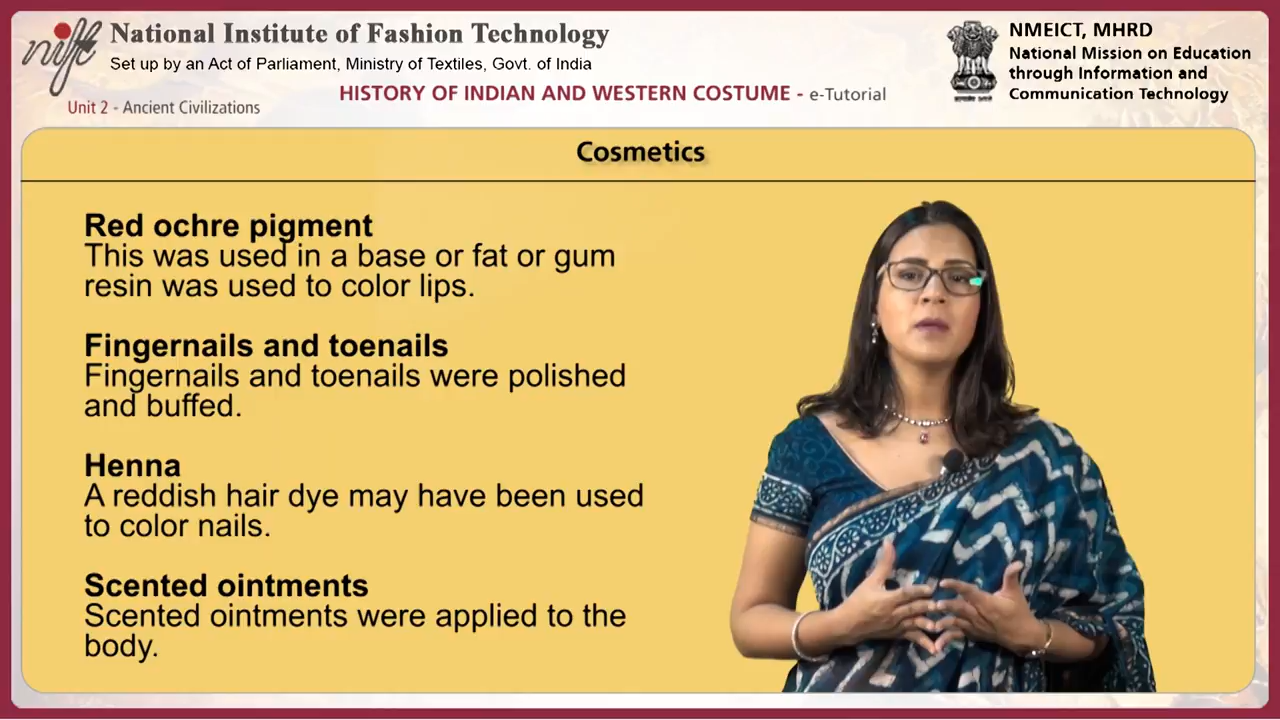 nift
National Institute of Fashion Technology
Set up by an Act of Parliament, Ministry of Textiles, Govt. of India
Unit 2 - Ancient Civilizations
HISTORY OF INDIAN AND WESTERN COSTUME - e-Tutorial
NMEICT, MHRD
National Mission on Education
through Information and
Communication Technology
Cosmetics
Red ochre pigment
This was used in a base or fat or gum
resin was used to color lips.
Fingernails and toenails
Fingernails and toenails were polished
and buffed.
Henna
A reddish hair dye may have been used
to color nails.
Scented ointments
Scented ointments were applied to the
body.